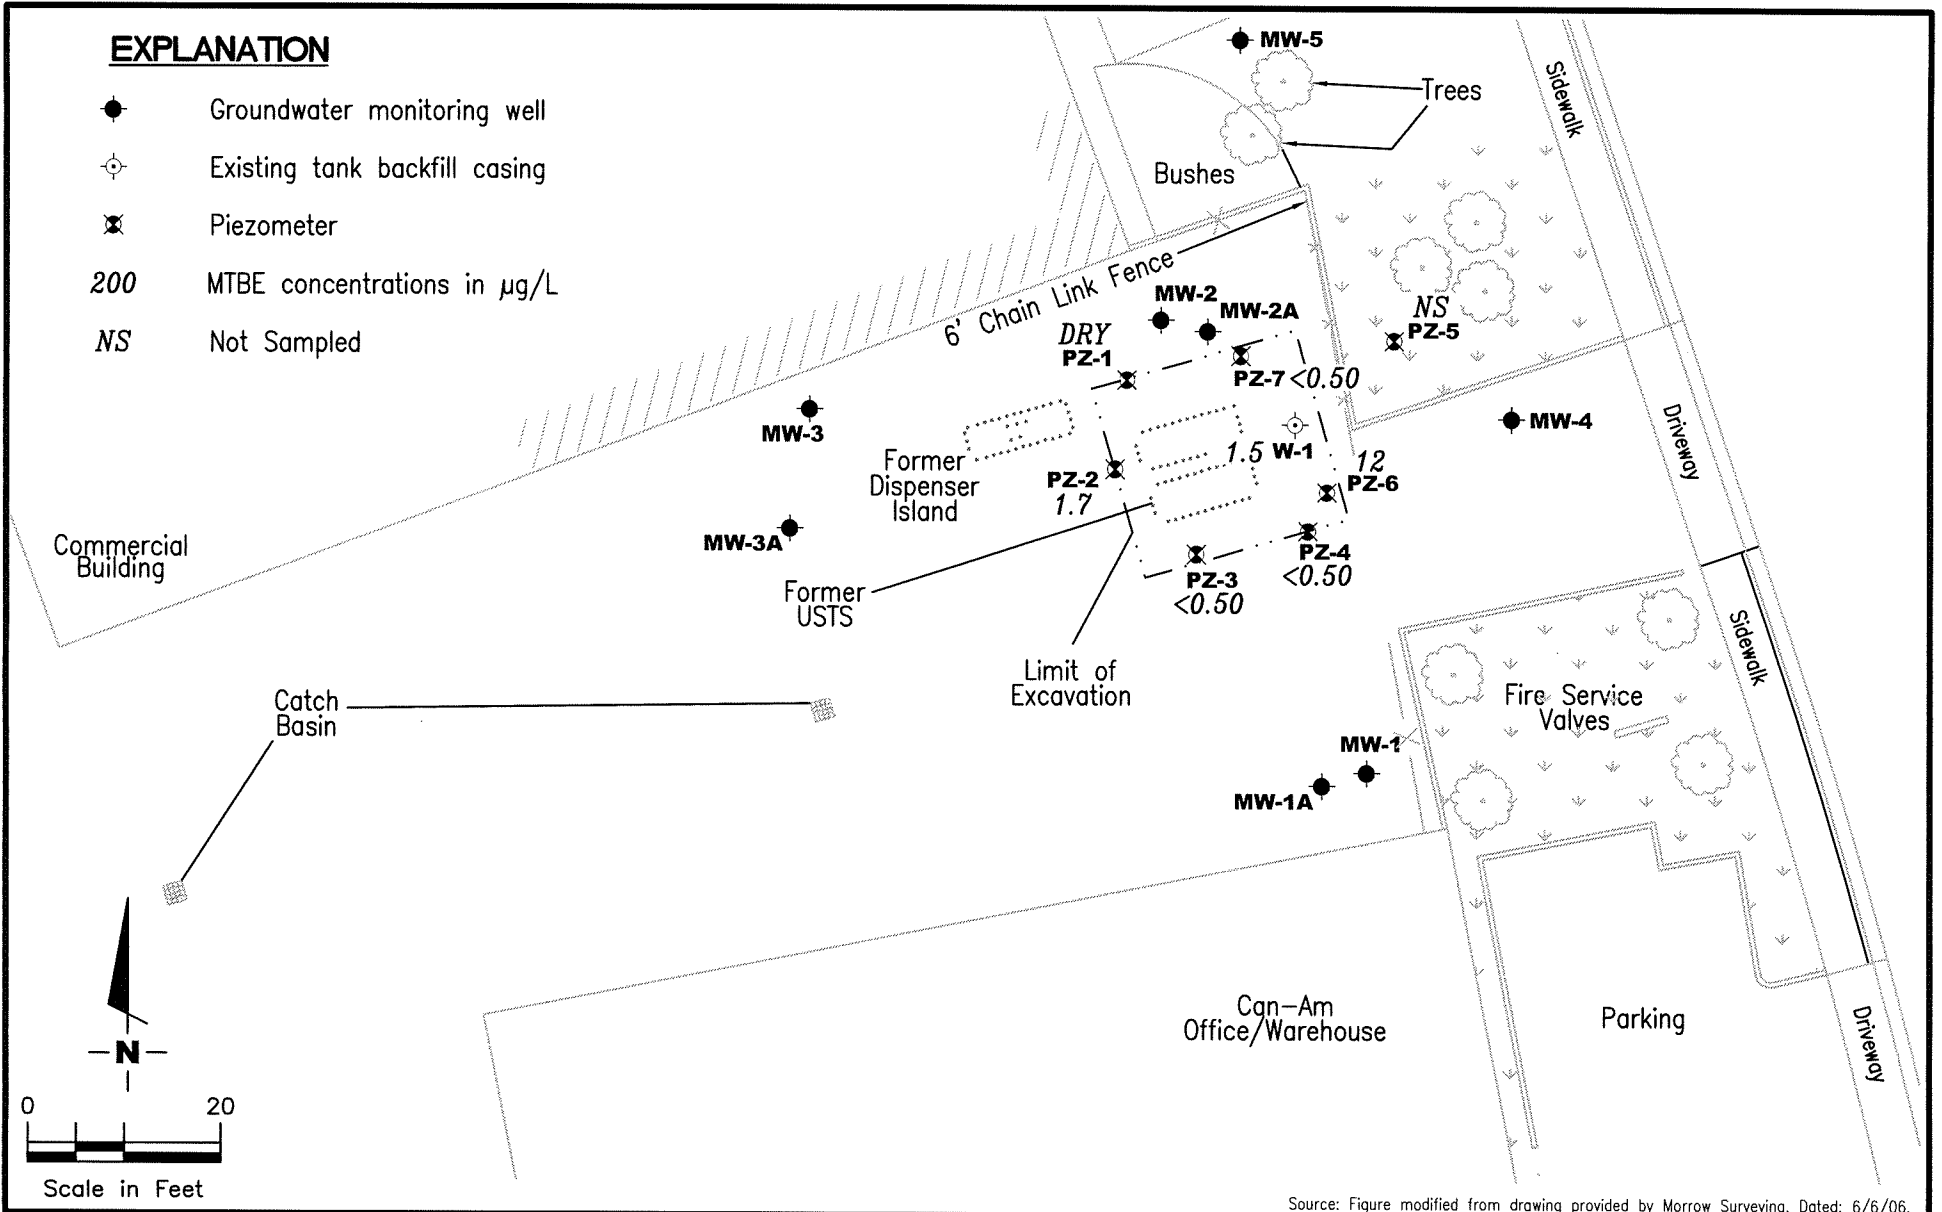 EXPLANATION
Groundwater monitoring well
Existing tank backfill casing
Piezometer
200 MTBE concentrations in µg/L
NS Not Sampled
MW-5
Trees
Sidewalk
Bushes
6' Chain Link Fence
MW-2
MW-2A
DRY
PZ-1
NS
PZ-5
PZ-7 <0.50
MW-3
MW-4
Driveway
Former
Dispenser
Island
1.5 W-1
12
PZ-6
PZ-2
1.7
MW-3A
Commercial
Building
PZ-4
<0.50
PZ-3
<0.50
Former
USTS
Limit of
Excavation
Sidewalk
Fire Service
Valves
Catch
Basin
MW-1
MW-1A
Can-Am
Office/Warehouse
Parking
Driveway
N
0 20
Scale in Feet
Source: Figure modified from drawing provided by Morrow Surveying. Dated: 6/6/06.